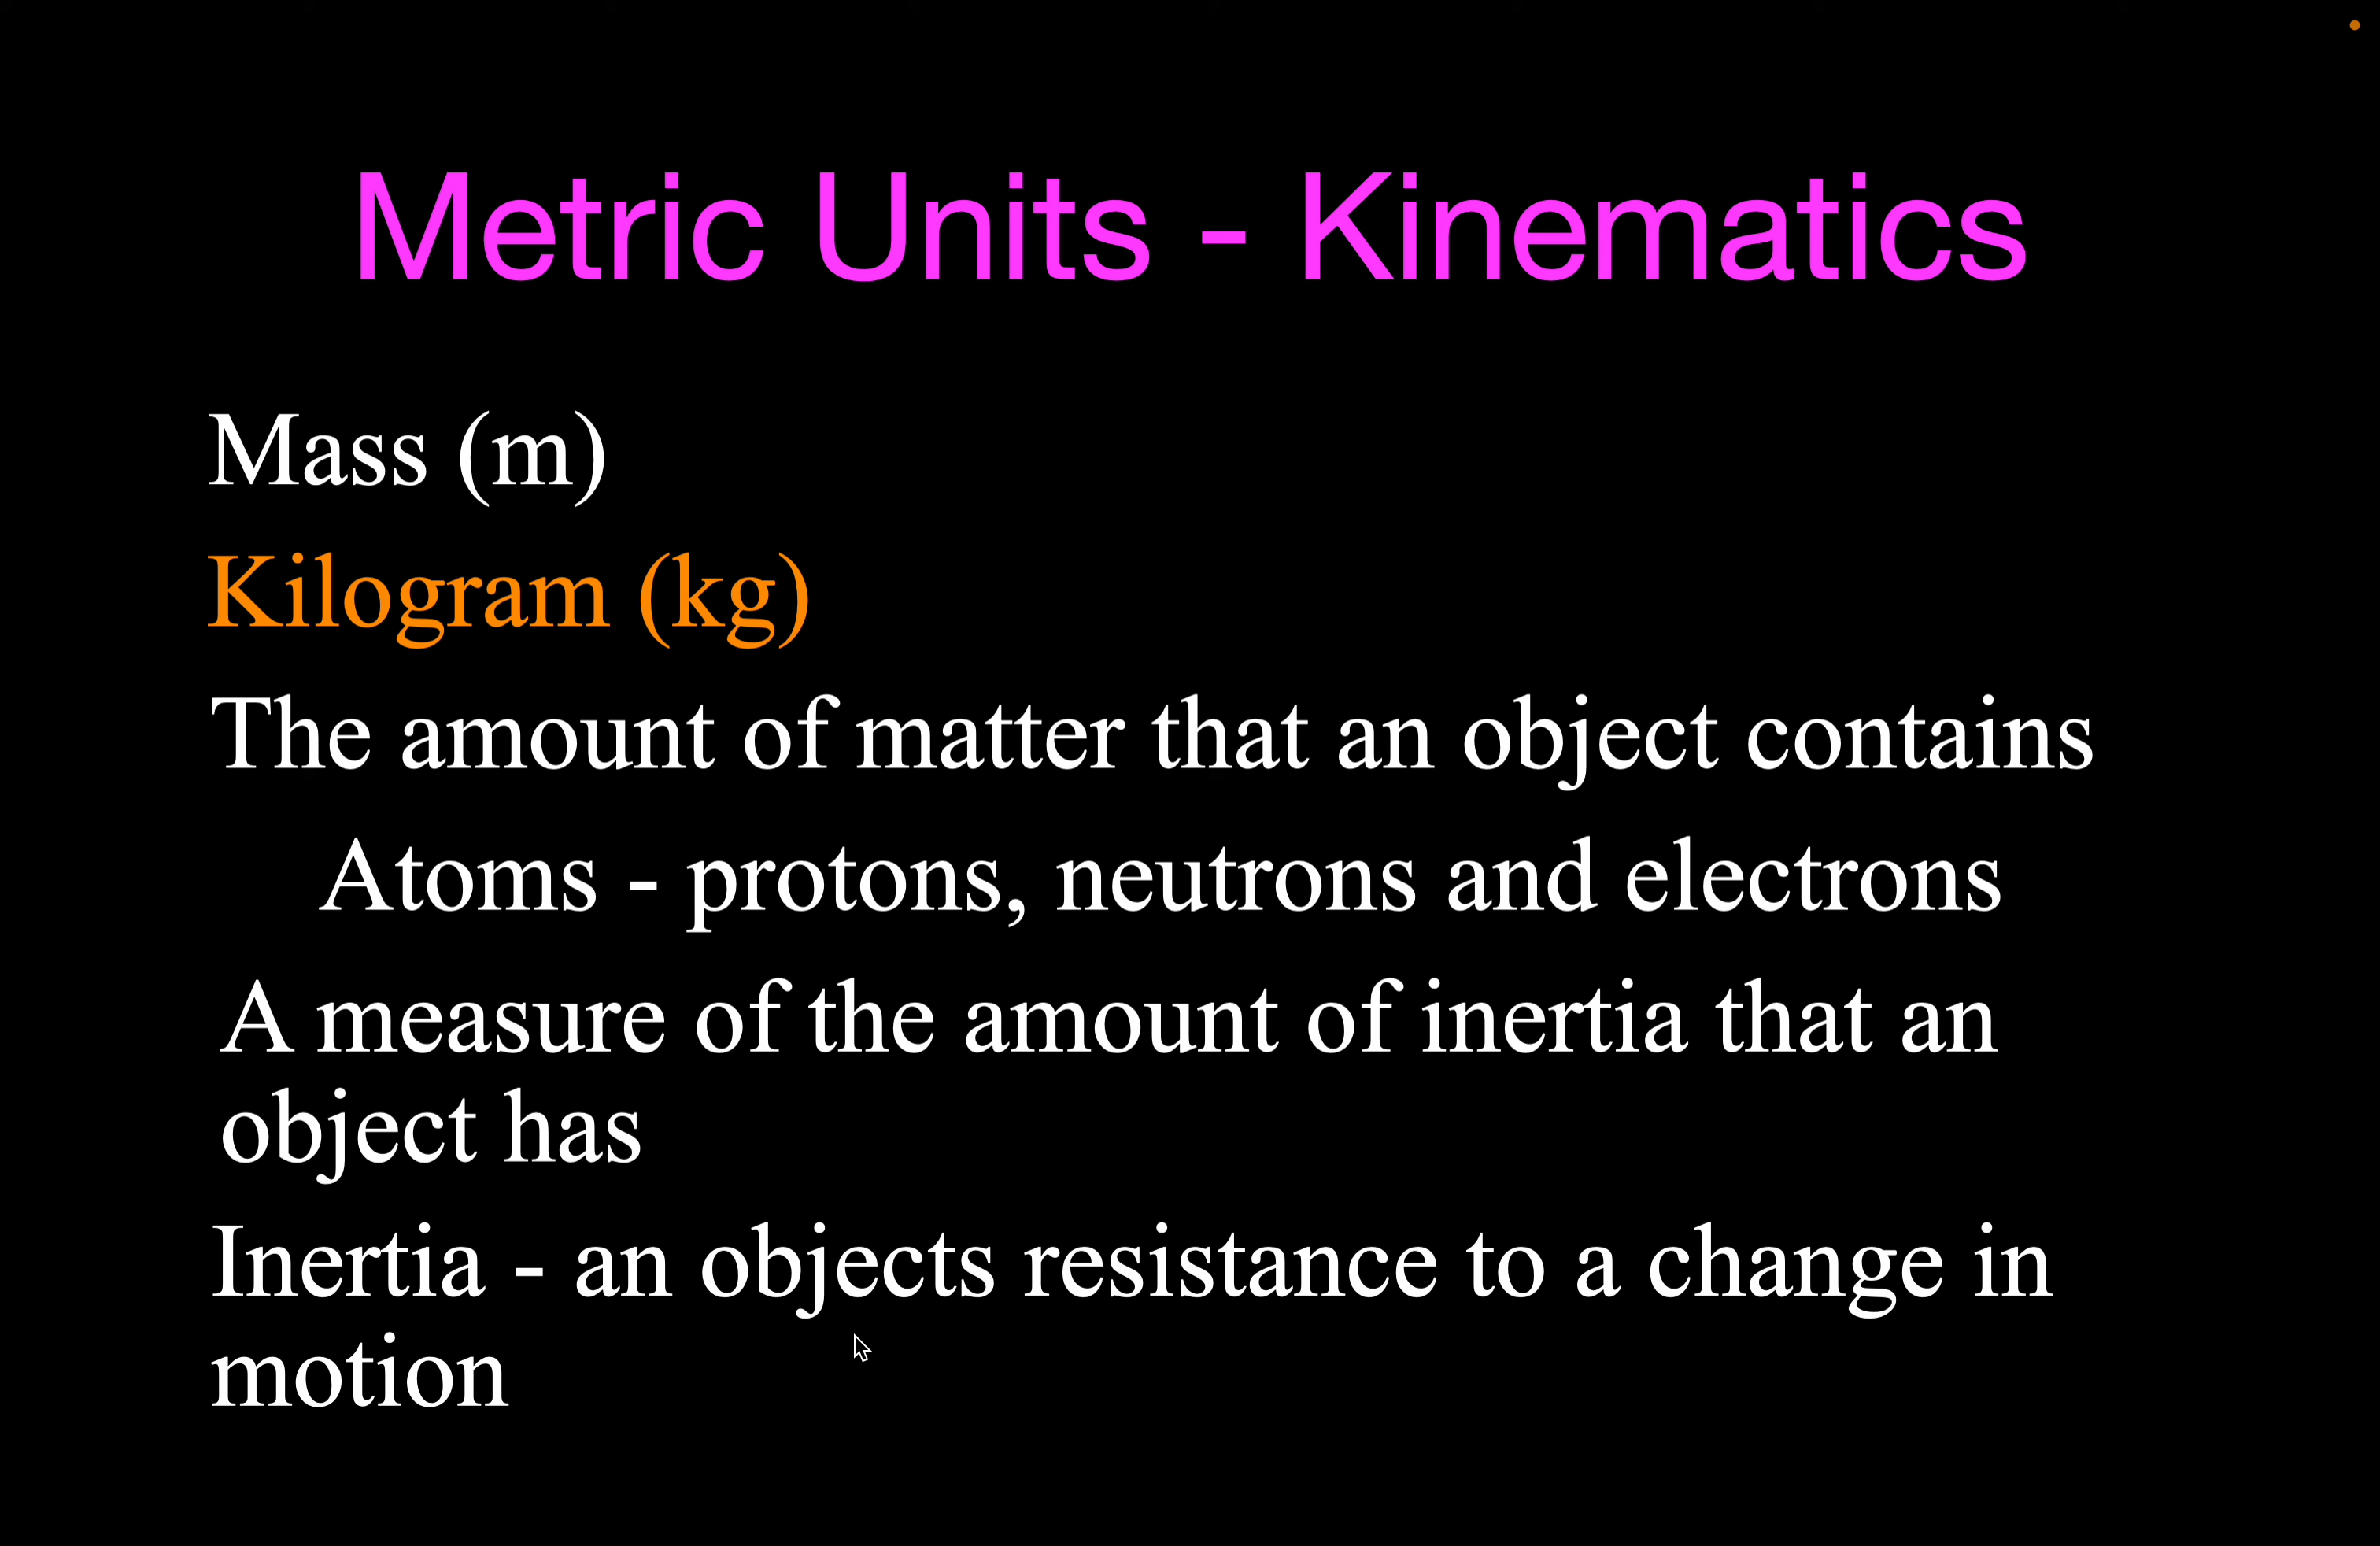 Metric Units - Kinematics
Mass (m)
Kilogram (kg)
The amount of matter that an object contains
Atoms - protons, neutrons and electrons
A measure of the amount of inertia that an
object has
Inertia - an objects resistance to a change in
motion